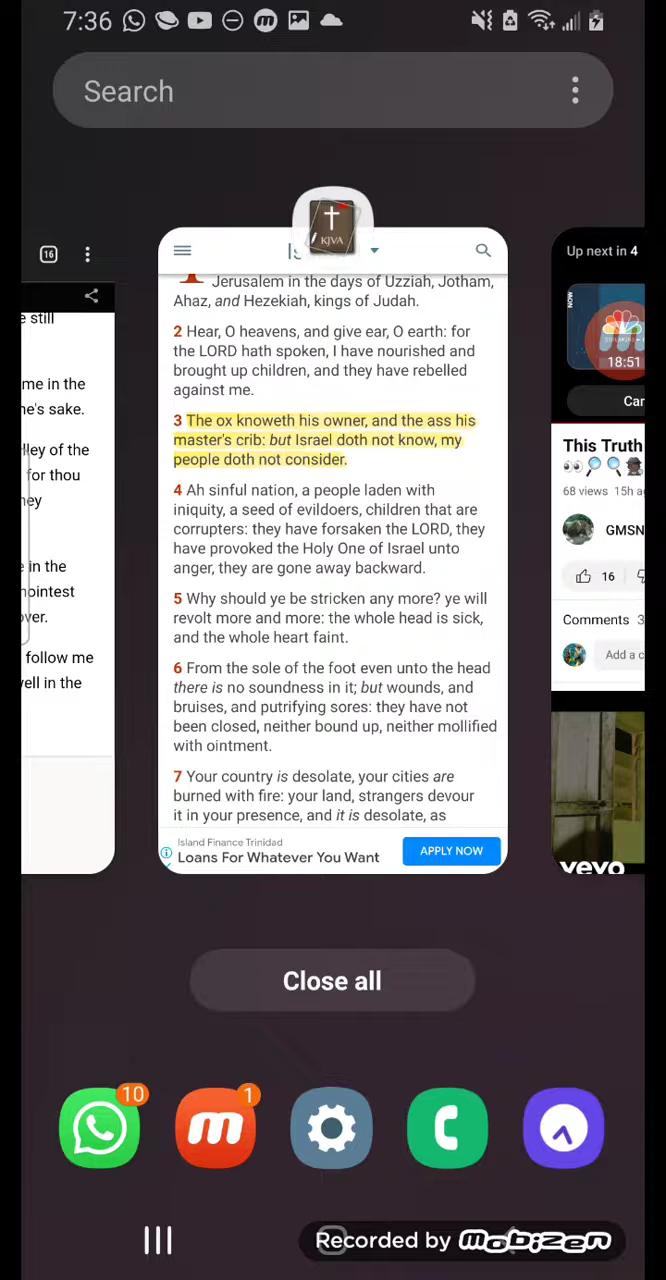 7:36
Search
KJVA
16
Is
Jerusalem in the days of Uzziah, Jotham,
Ahaz, and Hezekiah, kings of Judah.
2 Hear, O heavens, and give ear, O earth: for
the LORD hath spoken, I have nourished and
brought up children, and they have rebelled
against me.
3 The ox knoweth his owner, and the ass his
master's crib: but Israel doth not know, my
people doth not consider.
4 Ah sinful nation, a people laden with
iniquity, a seed of evildoers, children that are
corrupters: they have forsaken the LORD, they
have provoked the Holy One of Israel unto
anger, they are gone away backward.
5 Why should ye be stricken any more? ye will
revolt more and more: the whole head is sick,
and the whole heart faint.
6 From the sole of the foot even unto the head
there is no soundness in it; but wounds, and
bruises, and putrifying sores: they have not
been closed, neither bound up, neither mollified
with ointment.
7 Your country is desolate, your cities are
burned with fire: your land, strangers devour
it in your presence, and it is desolate, as
Island Finance Trinidad
Loans For Whatever You Want
APPLY NOW
still
me in the
ne's sake.
lley of the
for thou
hey
in the
nointest
over.
follow me
vell in the
Up next in 4
NOW
18:51
Car
This Truth
68 views 15h a
GMSN
16
Comments 3
Add a c
vevo
Close all
10
1
Recorded by mobizen